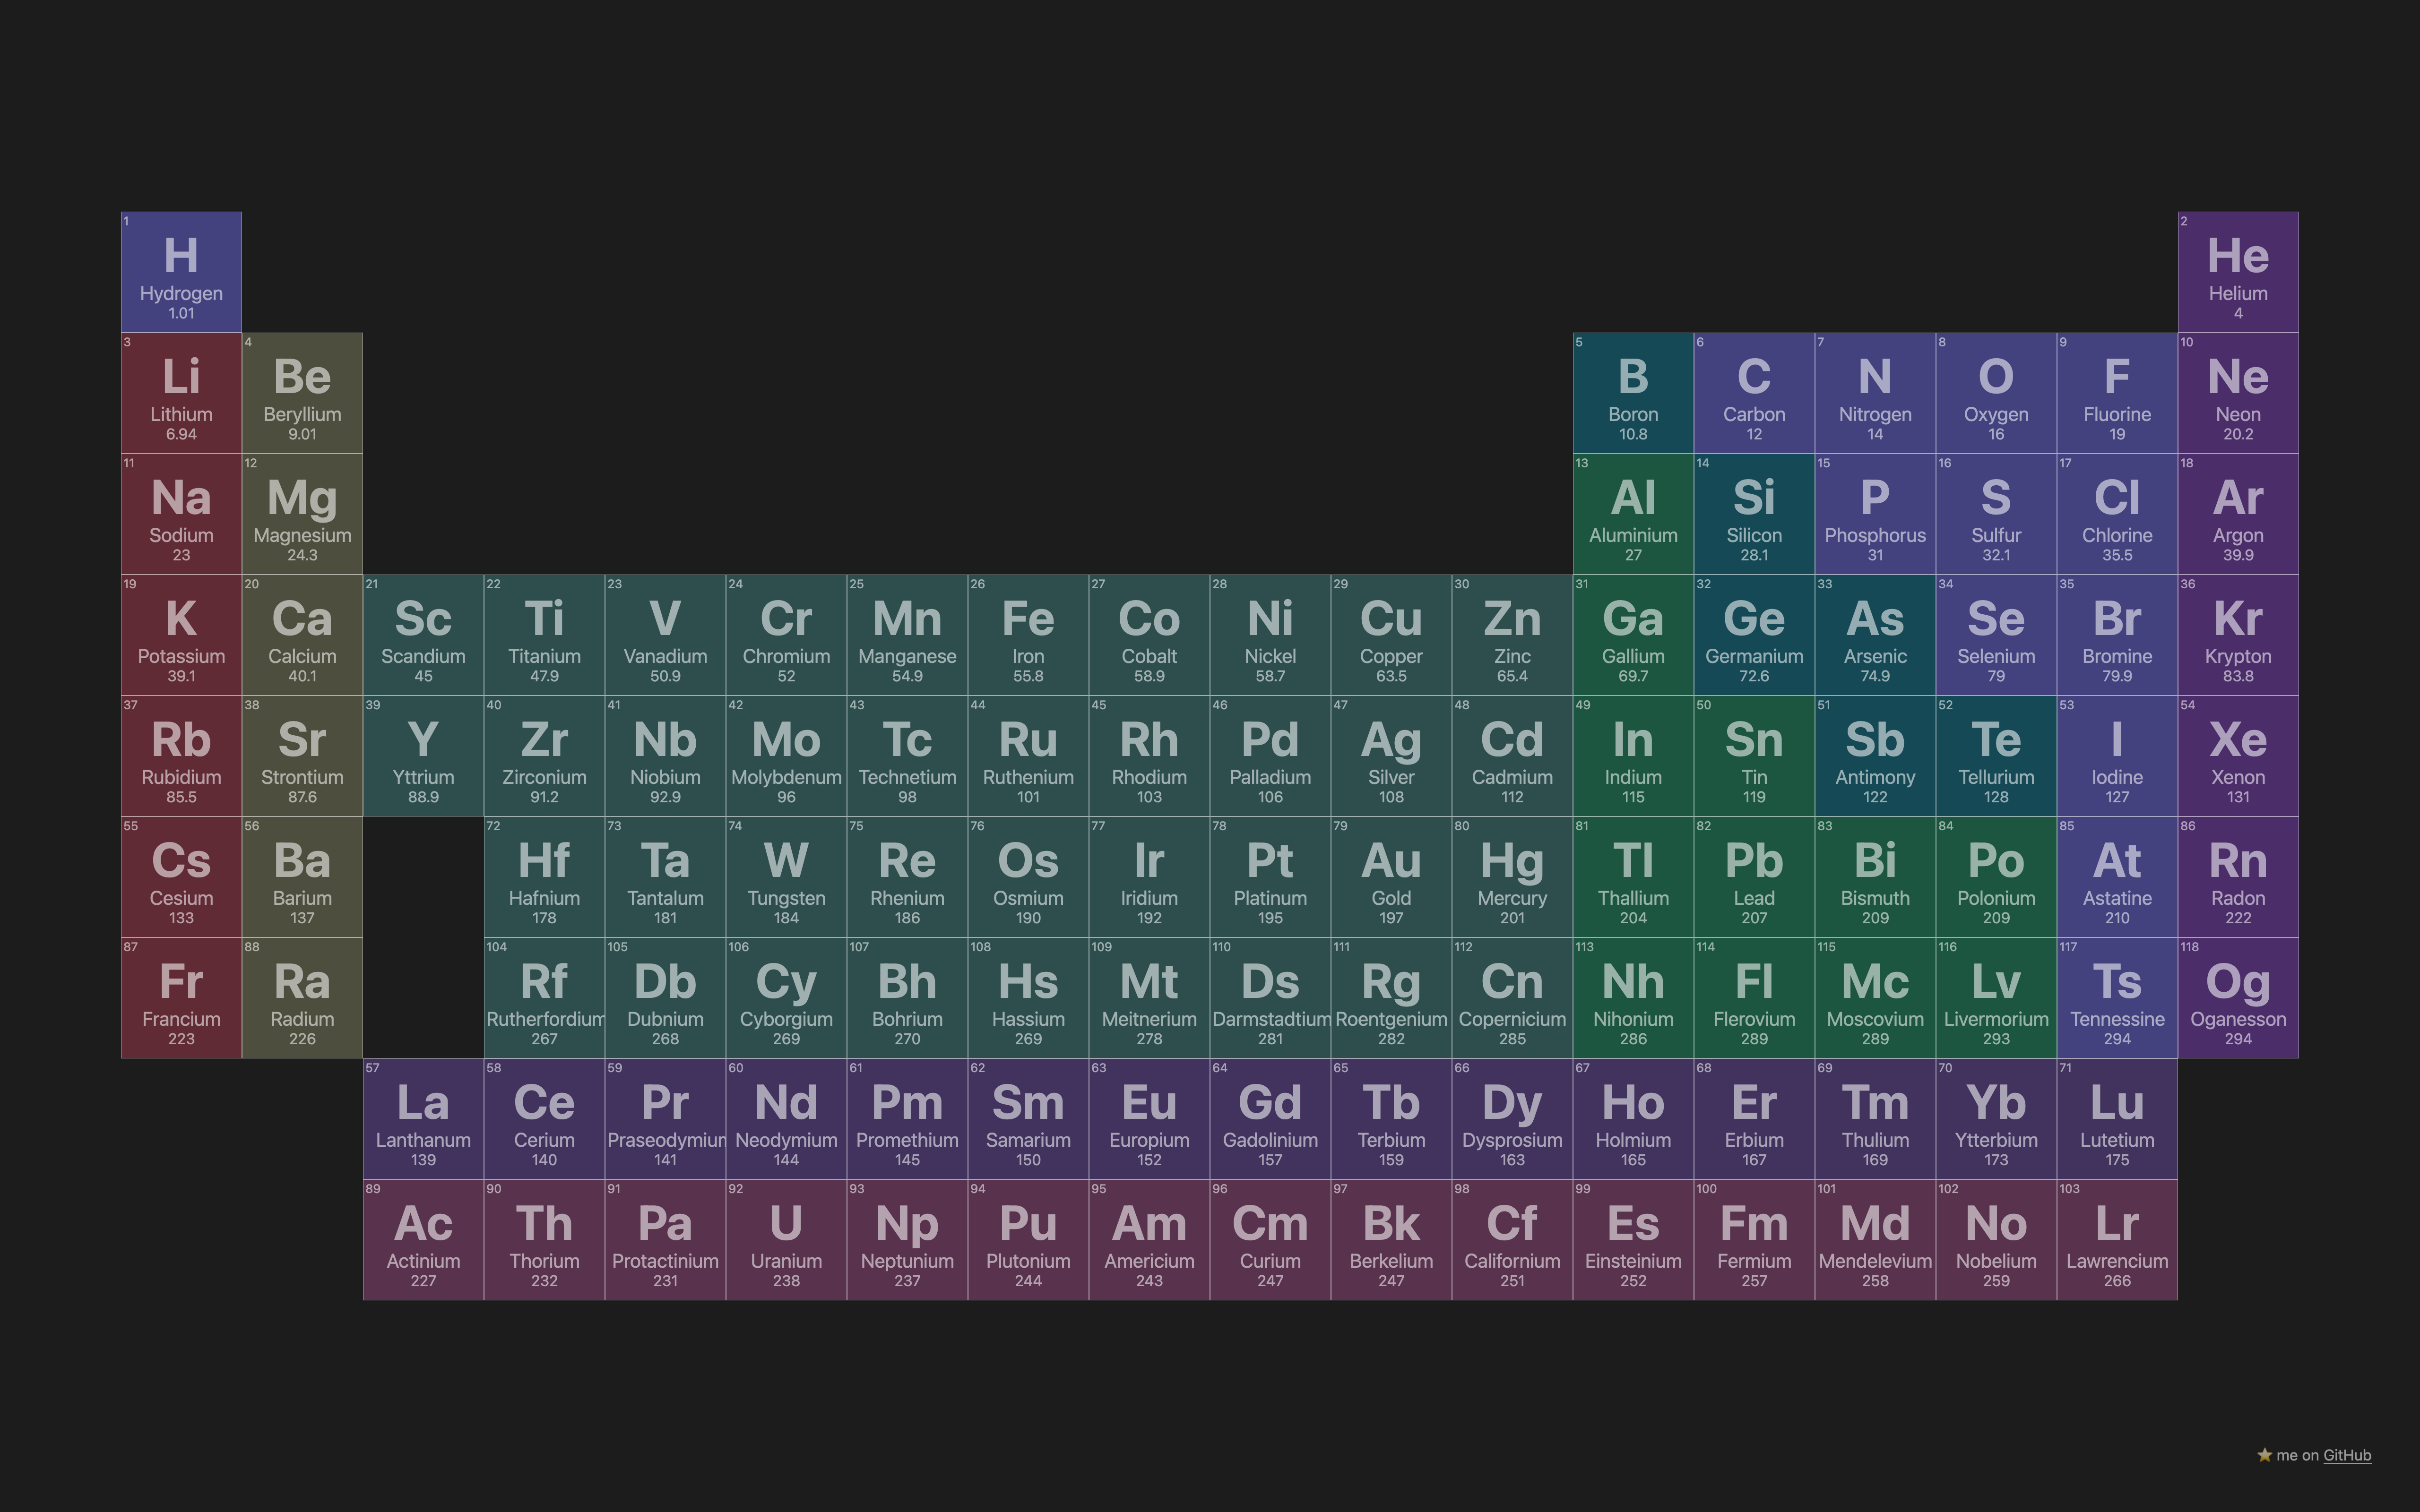 1
H
Hydrogen
1.01
2
He
Helium
4
3
Li
Lithium
6.94
4
Be
Beryllium
9.01
5
B
Boron
10.8
6
C
Carbon
12
7
N
Nitrogen
14
8
O
Oxygen
16
9
F
Fluorine
19
10
Ne
Neon
20.2
11
Na
Sodium
23
12
Mg
Magnesium
24.3
13
Al
Aluminium
27
14
Si
Silicon
28.1
15
P
Phosphorus
31
16
S
Sulfur
32.1
17
Cl
Chlorine
35.5
18
Ar
Argon
39.9
19
K
Potassium
39.1
20
Ca
Calcium
40.1
21
Sc
Scandium
45
22
Ti
Titanium
47.9
23
V
Vanadium
50.9
24
Cr
Chromium
52
25
Mn
Manganese
54.9
26
Fe
Iron
55.8
27
Co
Cobalt
58.9
28
Ni
Nickel
58.7
29
Cu
Copper
63.5
30
Zn
Zinc
65.4
31
Ga
Gallium
69.7
32
Ge
Germanium
72.6
33
As
Arsenic
74.9
34
Se
Selenium
79
35
Br
Bromine
79.9
36
Kr
Krypton
83.8
37
Rb
Rubidium
85.5
38
Sr
Strontium
87.6
39
Y
Yttrium
88.9
40
Zr
Zirconium
91.2
41
Nb
Niobium
92.9
42
Mo
Molybdenum
96
43
Tc
Technetium
98
44
Ru
Ruthenium
101
45
Rh
Rhodium
103
46
Pd
Palladium
106
47
Ag
Silver
108
48
Cd
Cadmium
112
49
In
Indium
115
50
Sn
Tin
119
51
Sb
Antimony
122
52
Te
Tellurium
128
53
I
Iodine
127
54
Xe
Xenon
131
55
Cs
Cesium
133
56
Ba
Barium
137
72
Hf
Hafnium
178
73
Ta
Tantalum
181
74
W
Tungsten
184
75
Re
Rhenium
186
76
Os
Osmium
190
77
Ir
Iridium
192
78
Pt
Platinum
195
79
Au
Gold
197
80
Hg
Mercury
201
81
Tl
Thallium
204
82
Pb
Lead
207
83
Bi
Bismuth
209
84
Po
Polonium
209
85
At
Astatine
210
86
Rn
Radon
222
87
Fr
Francium
223
88
Ra
Radium
226
104
Rf
Rutherfordium
267
105
Db
Dubnium
268
106
Cy
Cyborgium
269
107
Bh
Bohrium
270
108
Hs
Hassium
269
109
Mt
Meitnerium
278
110
Ds
Darmstadtium
281
111
Rg
Roentgenium
282
112
Cn
Copernicium
285
113
Nh
Nihonium
286
114
Fl
Flerovium
289
115
Mc
Moscovium
289
116
Lv
Livermorium
293
117
Ts
Tennessine
294
118
Og
Oganesson
294
57
La
Lanthanum
139
58
Ce
Cerium
140
59
Pr
Praseodymiur
141
60
Nd
Neodymium
144
61
Pm
Promethium
145
62
Sm
Samarium
150
63
Eu
Europium
152
64
Gd
Gadolinium
157
65
Tb
Terbium
159
66
Dy
Dysprosium
163
67
Ho
Holmium
165
68
Er
Erbium
167
69
Tm
Thulium
169
70
Yb
Ytterbium
173
71
Lu
Lutetium
175
89
Ac
Actinium
227
90
Th
Thorium
232
91
Pa
Protactinium
231
92
U
Uranium
238
93
Np
Neptunium
237
94
Pu
Plutonium
244
95
Am
Americium
243
96
Cm
Curium
247
97
Bk
Berkelium
247
98
Cf
Californium
251
99
Es
Einsteinium
252
100
Fm
Fermium
257
101
Md
Mendelevium
258
102
No
Nobelium
259
103
Lr
Lawrencium
266
⭐ me on GitHub